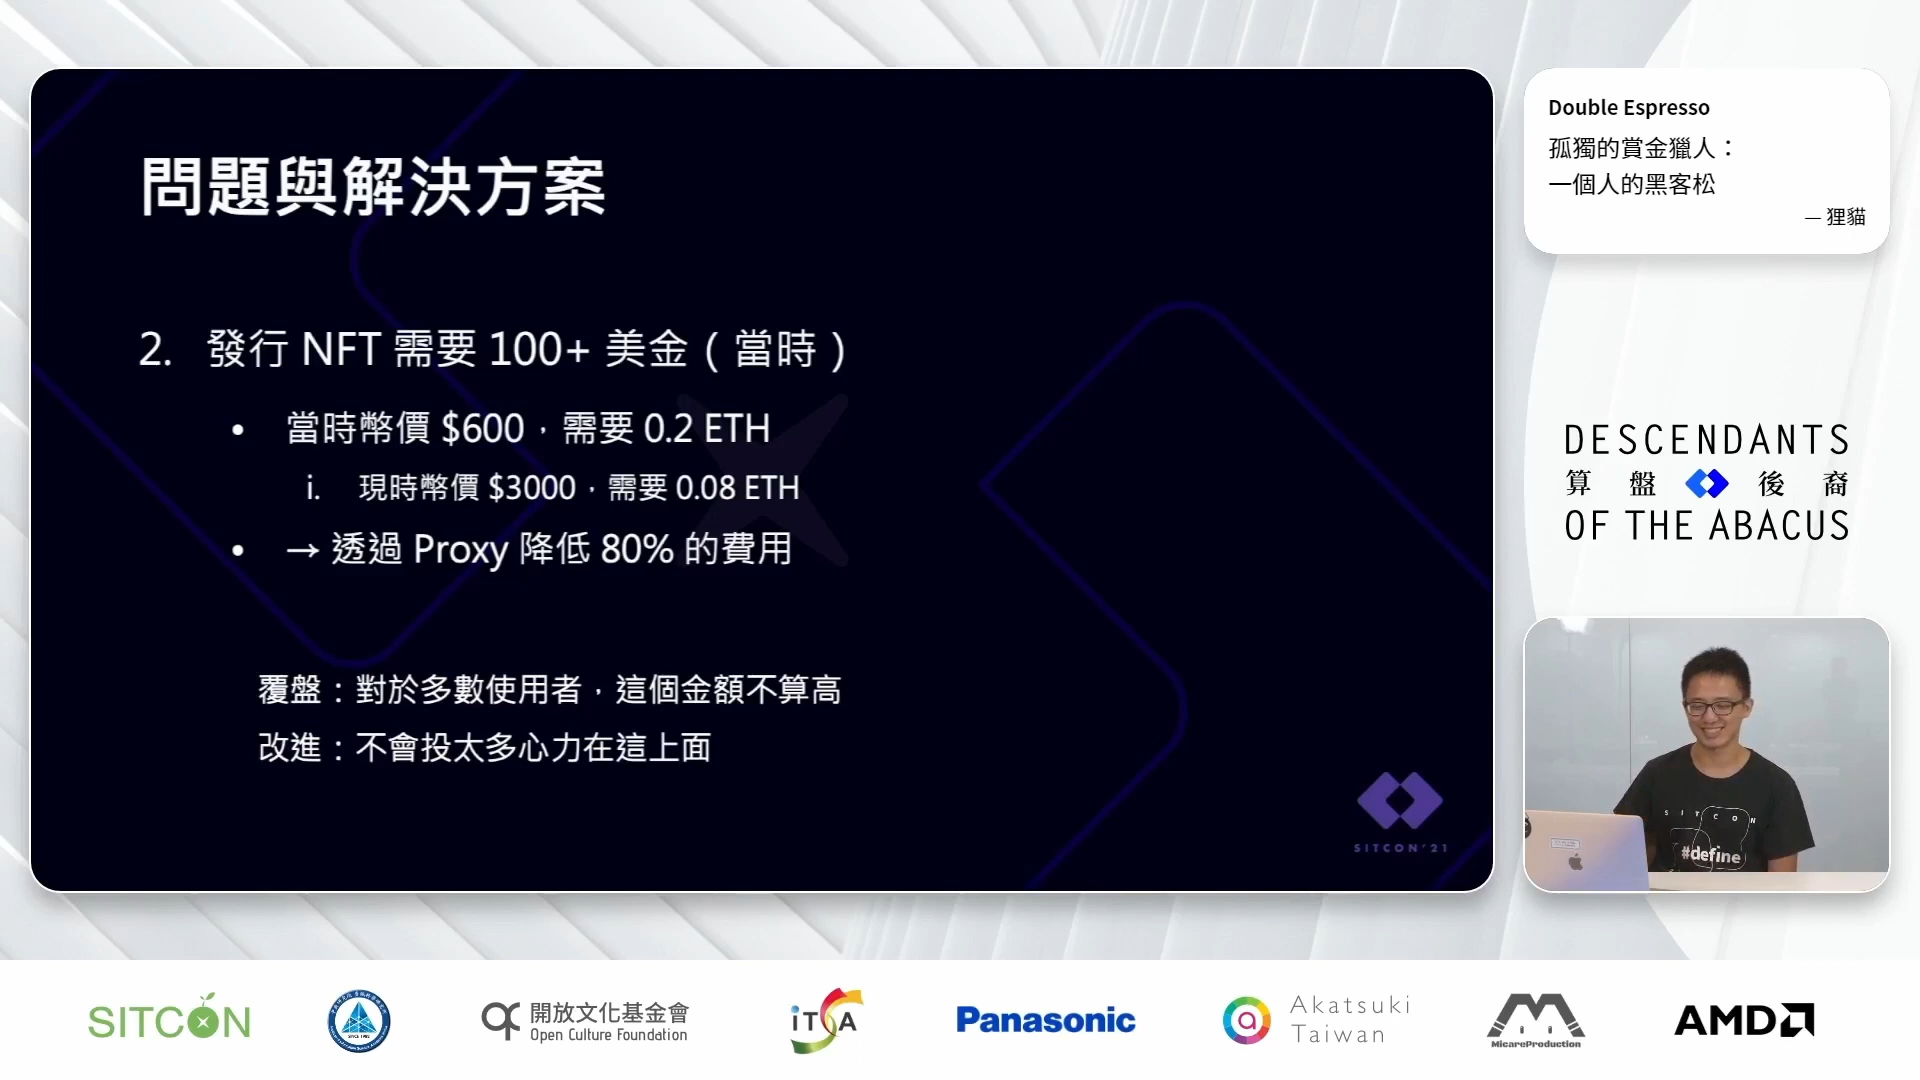 問題與解決方案
2. 發行 NFT 需要 100+ 美金（當時）
• 當時幣價 $600，需要 0.2 ETH
i. 現時幣價 $3000，需要 0.08 ETH
• → 透過 Proxy 降低 80% 的費用
覆盤：對於多數使用者，這個金額不算高
改進：不會投太多心力在這上面
SITCON'21
Double Espresso
孤獨的賞金獵人：
一個人的黑客松
— 狸貓
DESCENDANTS
算盤後裔
OF THE ABACUS
SITCON
#define
SITCON
開放文化基金會
Open Culture Foundation
iTSA
Panasonic
Akatsuki
Taiwan
MicareProduction
AMD